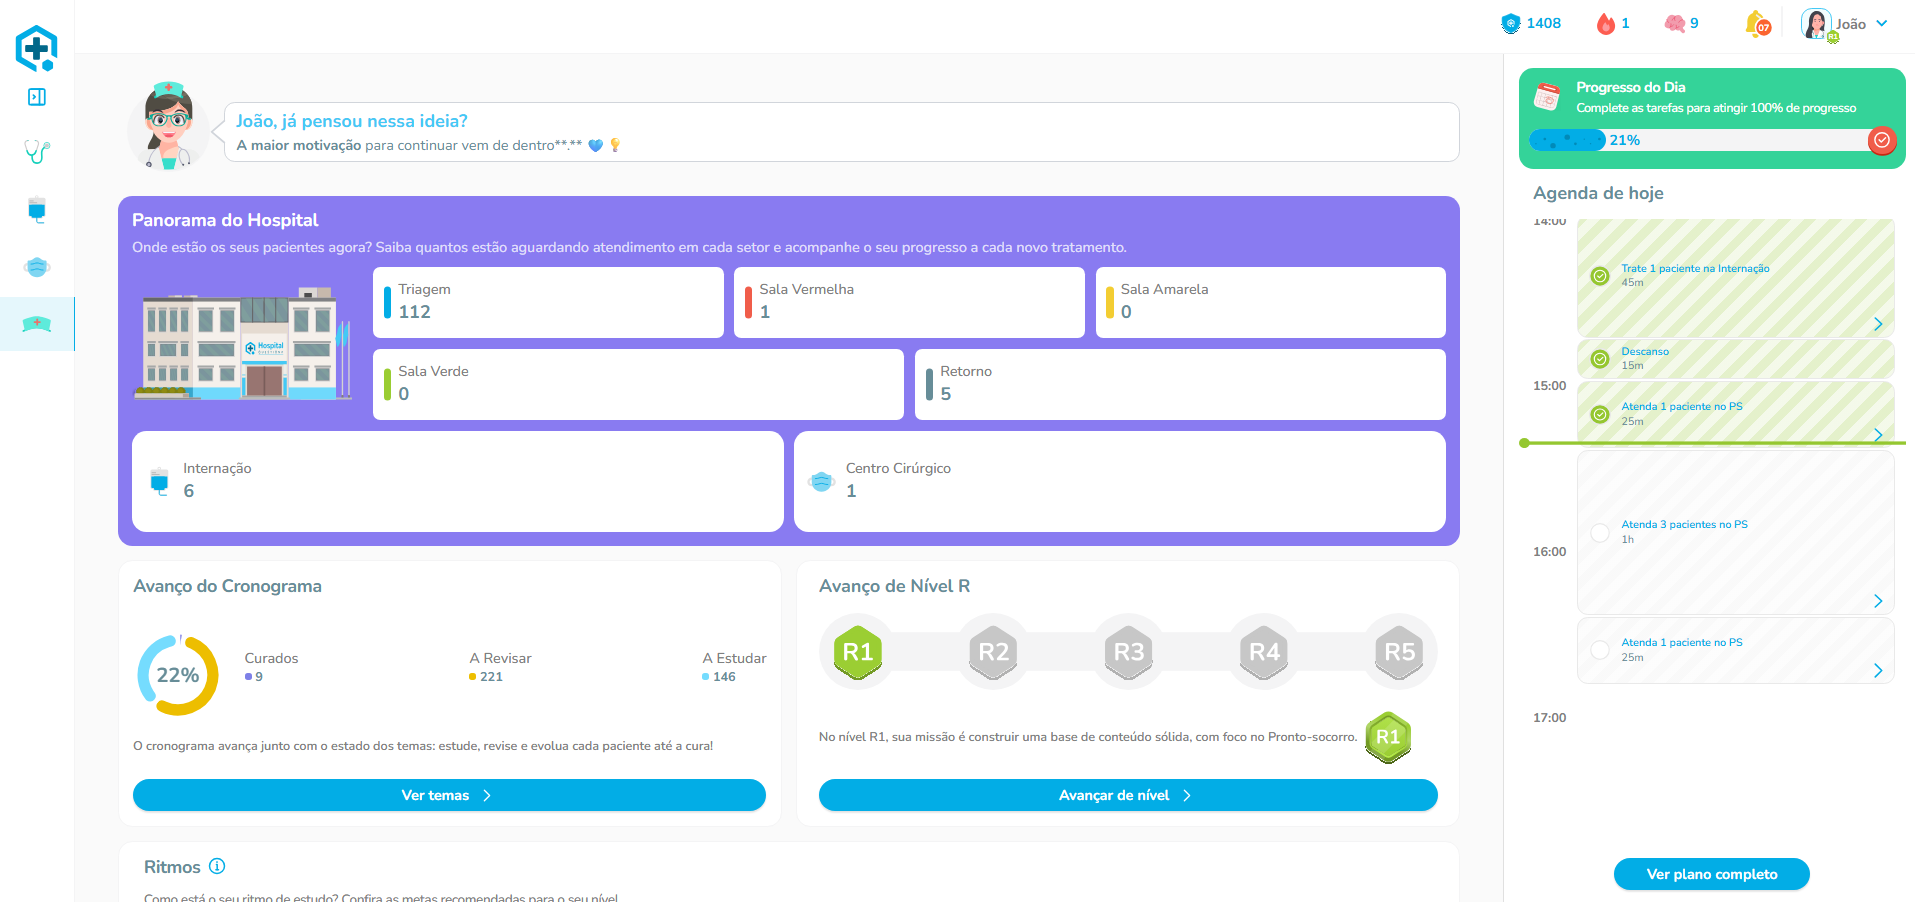 1408
1
9
07
João
R1
João, já pensou nessa ideia?
A maior motivação para continuar vem de dentro**.** 💙 💡
Panorama do Hospital
Onde estão os seus pacientes agora? Saiba quantos estão aguardando atendimento em cada setor e acompanhe o seu progresso a cada novo tratamento.
Hospital
QUESTIONS
Triagem
112
Sala Vermelha
1
Sala Amarela
0
Sala Verde
0
Retorno
5
Internação
6
Centro Cirúrgico
1
Avanço do Cronograma
22%
Curados
9
A Revisar
221
A Estudar
146
O cronograma avança junto com o estado dos temas: estude, revise e evolua cada paciente até a cura!
Ver temas
Avanço de Nível R
R1 R2 R3 R4 R5
No nível R1, sua missão é construir uma base de conteúdo sólida, com foco no Pronto-socorro.
R1
Avançar de nível
Ritmos
Como está o seu ritmo de estudo? Confira as metas recomendadas para o seu nível
Progresso do Dia
Complete as tarefas para atingir 100% de progresso
21%
Agenda de hoje
14:00
Trate 1 paciente na Internação
45m
Descanso
15m
15:00
Atenda 1 paciente no PS
25m
Atenda 3 pacientes no PS
1h
16:00
Atenda 1 paciente no PS
25m
17:00
Ver plano completo